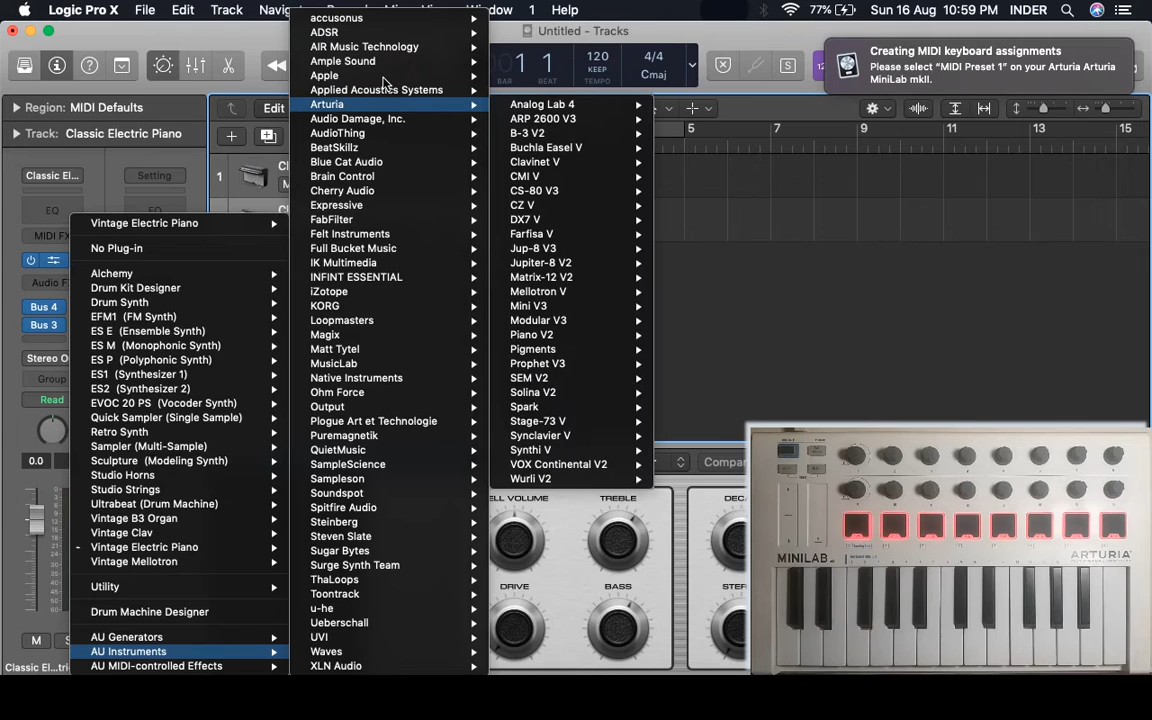 Logic Pro X File Edit Track Navig Window 1 Help 77% Sun 16 Aug 10:59 PM INDER
Untitled - Tracks
1
BAR
1
BEAT
120
KEEP
TEMPO
4/4
Cmaj
S
Creating MIDI keyboard assignments
Please select “MIDI Preset 1” on your Arturia Arturia
MiniLab mkII.
Region: MIDI Defaults
Track: Classic Electric Piano
Edit
5 7 9 11 13 15
Classic El...
Setting
EQ
EQ
MIDI FX
Audio FX
Bus 4
Bus 3
Stereo Ou
Group
Read
0.0
M
S
Classic El...tri
1
Vintage Electric Piano
No Plug-in
Alchemy
Drum Kit Designer
Drum Synth
EFM1 (FM Synth)
ES E (Ensemble Synth)
ES M (Monophonic Synth)
ES P (Polyphonic Synth)
ES1 (Synthesizer 1)
ES2 (Synthesizer 2)
EVOC 20 PS (Vocoder Synth)
Quick Sampler (Single Sample)
Retro Synth
Sampler (Multi-Sample)
Sculpture (Modeling Synth)
Studio Horns
Studio Strings
Ultrabeat (Drum Machine)
Vintage B3 Organ
Vintage Clav
- Vintage Electric Piano
Vintage Mellotron
Utility
Drum Machine Designer
AU Generators
AU Instruments
AU MIDI-controlled Effects
accusonus
ADSR
AIR Music Technology
Ample Sound
Apple
Applied Acoustics Systems
Arturia
Audio Damage, Inc.
AudioThing
BeatSkillz
Blue Cat Audio
Brain Control
Cherry Audio
Expressive
FabFilter
Felt Instruments
Full Bucket Music
IK Multimedia
INFINT ESSENTIAL
iZotope
KORG
Loopmasters
Magix
Matt Tytel
MusicLab
Native Instruments
Ohm Force
Output
Plogue Art et Technologie
Puremagnetik
QuietMusic
SampleScience
Sampleson
Soundspot
Spitfire Audio
Steinberg
Steven Slate
Sugar Bytes
Surge Synth Team
ThaLoops
Toontrack
u-he
Ueberschall
UVI
Waves
XLN Audio
Analog Lab 4
ARP 2600 V3
B-3 V2
Buchla Easel V
Clavinet V
CMI V
CS-80 V3
CZ V
DX7 V
Farfisa V
Jup-8 V3
Jupiter-8 V2
Matrix-12 V2
Mellotron V
Mini V3
Modular V3
Piano V2
Pigments
Prophet V3
SEM V2
Solina V2
Spark
Stage-73 V
Synclavier V
Synthi V
VOX Continental V2
Wurli V2
Compar
ELL VOLUME
TREBLE
DECA
DRIVE
BASS
STER
MINILAB
ARTURIA